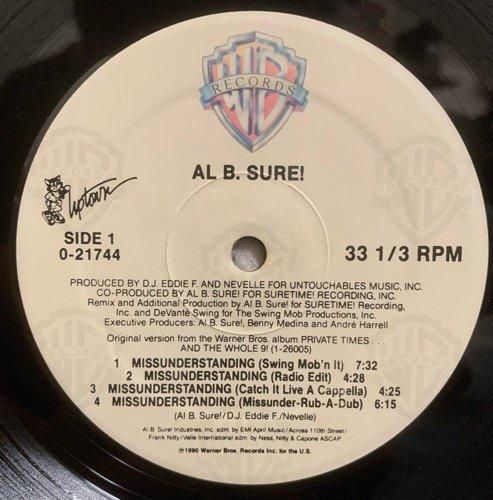 WB
RECORDS
AL B. SURE!
Uptown
SIDE 1
0-21744
33 1/3 RPM
PRODUCED BY D.J. EDDIE F. AND NEVELLE FOR UNTOUCHABLES MUSIC, INC.
CO-PRODUCED BY AL B. SURE! FOR SURETIME! RECORDING, INC.
Remix and Additional Production by Al B. Sure! for SURETIME! Recording,
Inc. and DeVanté Swing for The Swing Mob Productions, Inc.
Executive Producers: Al B. Sure!, Benny Medina and André Harrell
Original version from the Warner Bros. album PRIVATE TIMES . . .
AND THE WHOLE 9! (1-26005)
1 MISSUNDERSTANDING (Swing Mob'n It) 7:32
2 MISSUNDERSTANDING (Radio Edit) 4:28
3 MISSUNDERSTANDING (Catch It Live A Cappella) 4:25
4 MISSUNDERSTANDING (Missunder-Rub-A-Dub) 6:15
(Al B. Sure!/D.J. Eddie F./Nevelle)
Al B. Sure! Industries, Inc. adm. by EMI April Music/Across 110th Street/
Frank Nitty/Velle International adm. by Ness, Nitty & Capone ASCAP
℗ 1990 Warner Bros. Records Inc. for the U.S.